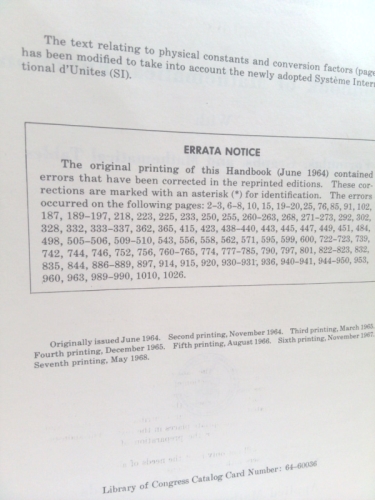 The text relating to physical constants and conversion factors (page
has been modified to take into account the newly adopted Système Inter
tional d'Unites (SI).
ERRATA NOTICE
The original printing of this Handbook (June 1964) contained
errors that have been corrected in the reprinted editions. These cor-
rections are marked with an asterisk (*) for identification. The errors
occurred on the following pages: 2–3, 6–8, 10, 15, 19–20, 25, 76, 85, 91, 102,
187, 189–197, 218, 223, 225, 233, 250, 255, 260–263, 268, 271–273, 292, 302,
328, 332, 333–337, 362, 365, 415, 423, 438–440, 443, 445, 447, 449, 451, 484,
498, 505–506, 509–510, 543, 556, 558, 562, 571, 595, 599, 600, 722–723, 739,
742, 744, 746, 752, 756, 760–765, 774, 777–785, 790, 797, 801, 822–823, 832,
835, 844, 886–889, 897, 914, 915, 920, 930–931, 936, 940–941, 944–950, 953,
960, 963, 989–990, 1010, 1026.
Originally issued June 1964. Second printing, November 1964. Third printing, March 1965.
Fourth printing, December 1965. Fifth printing, August 1966. Sixth printing, November 1967.
Seventh printing, May 1968.
Library of Congress Catalog Card Number: 64–60036